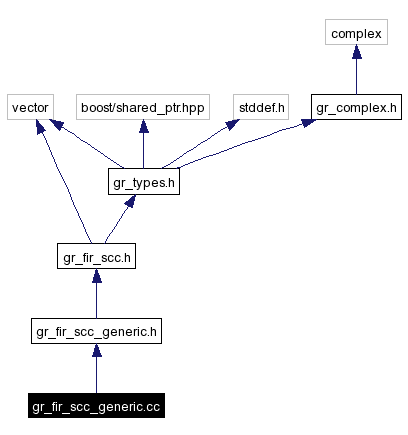 complex
vector
boost/shared_ptr.hpp
stddef.h
gr_complex.h
gr_types.h
gr_fir_scc.h
gr_fir_scc_generic.h
gr_fir_scc_generic.cc